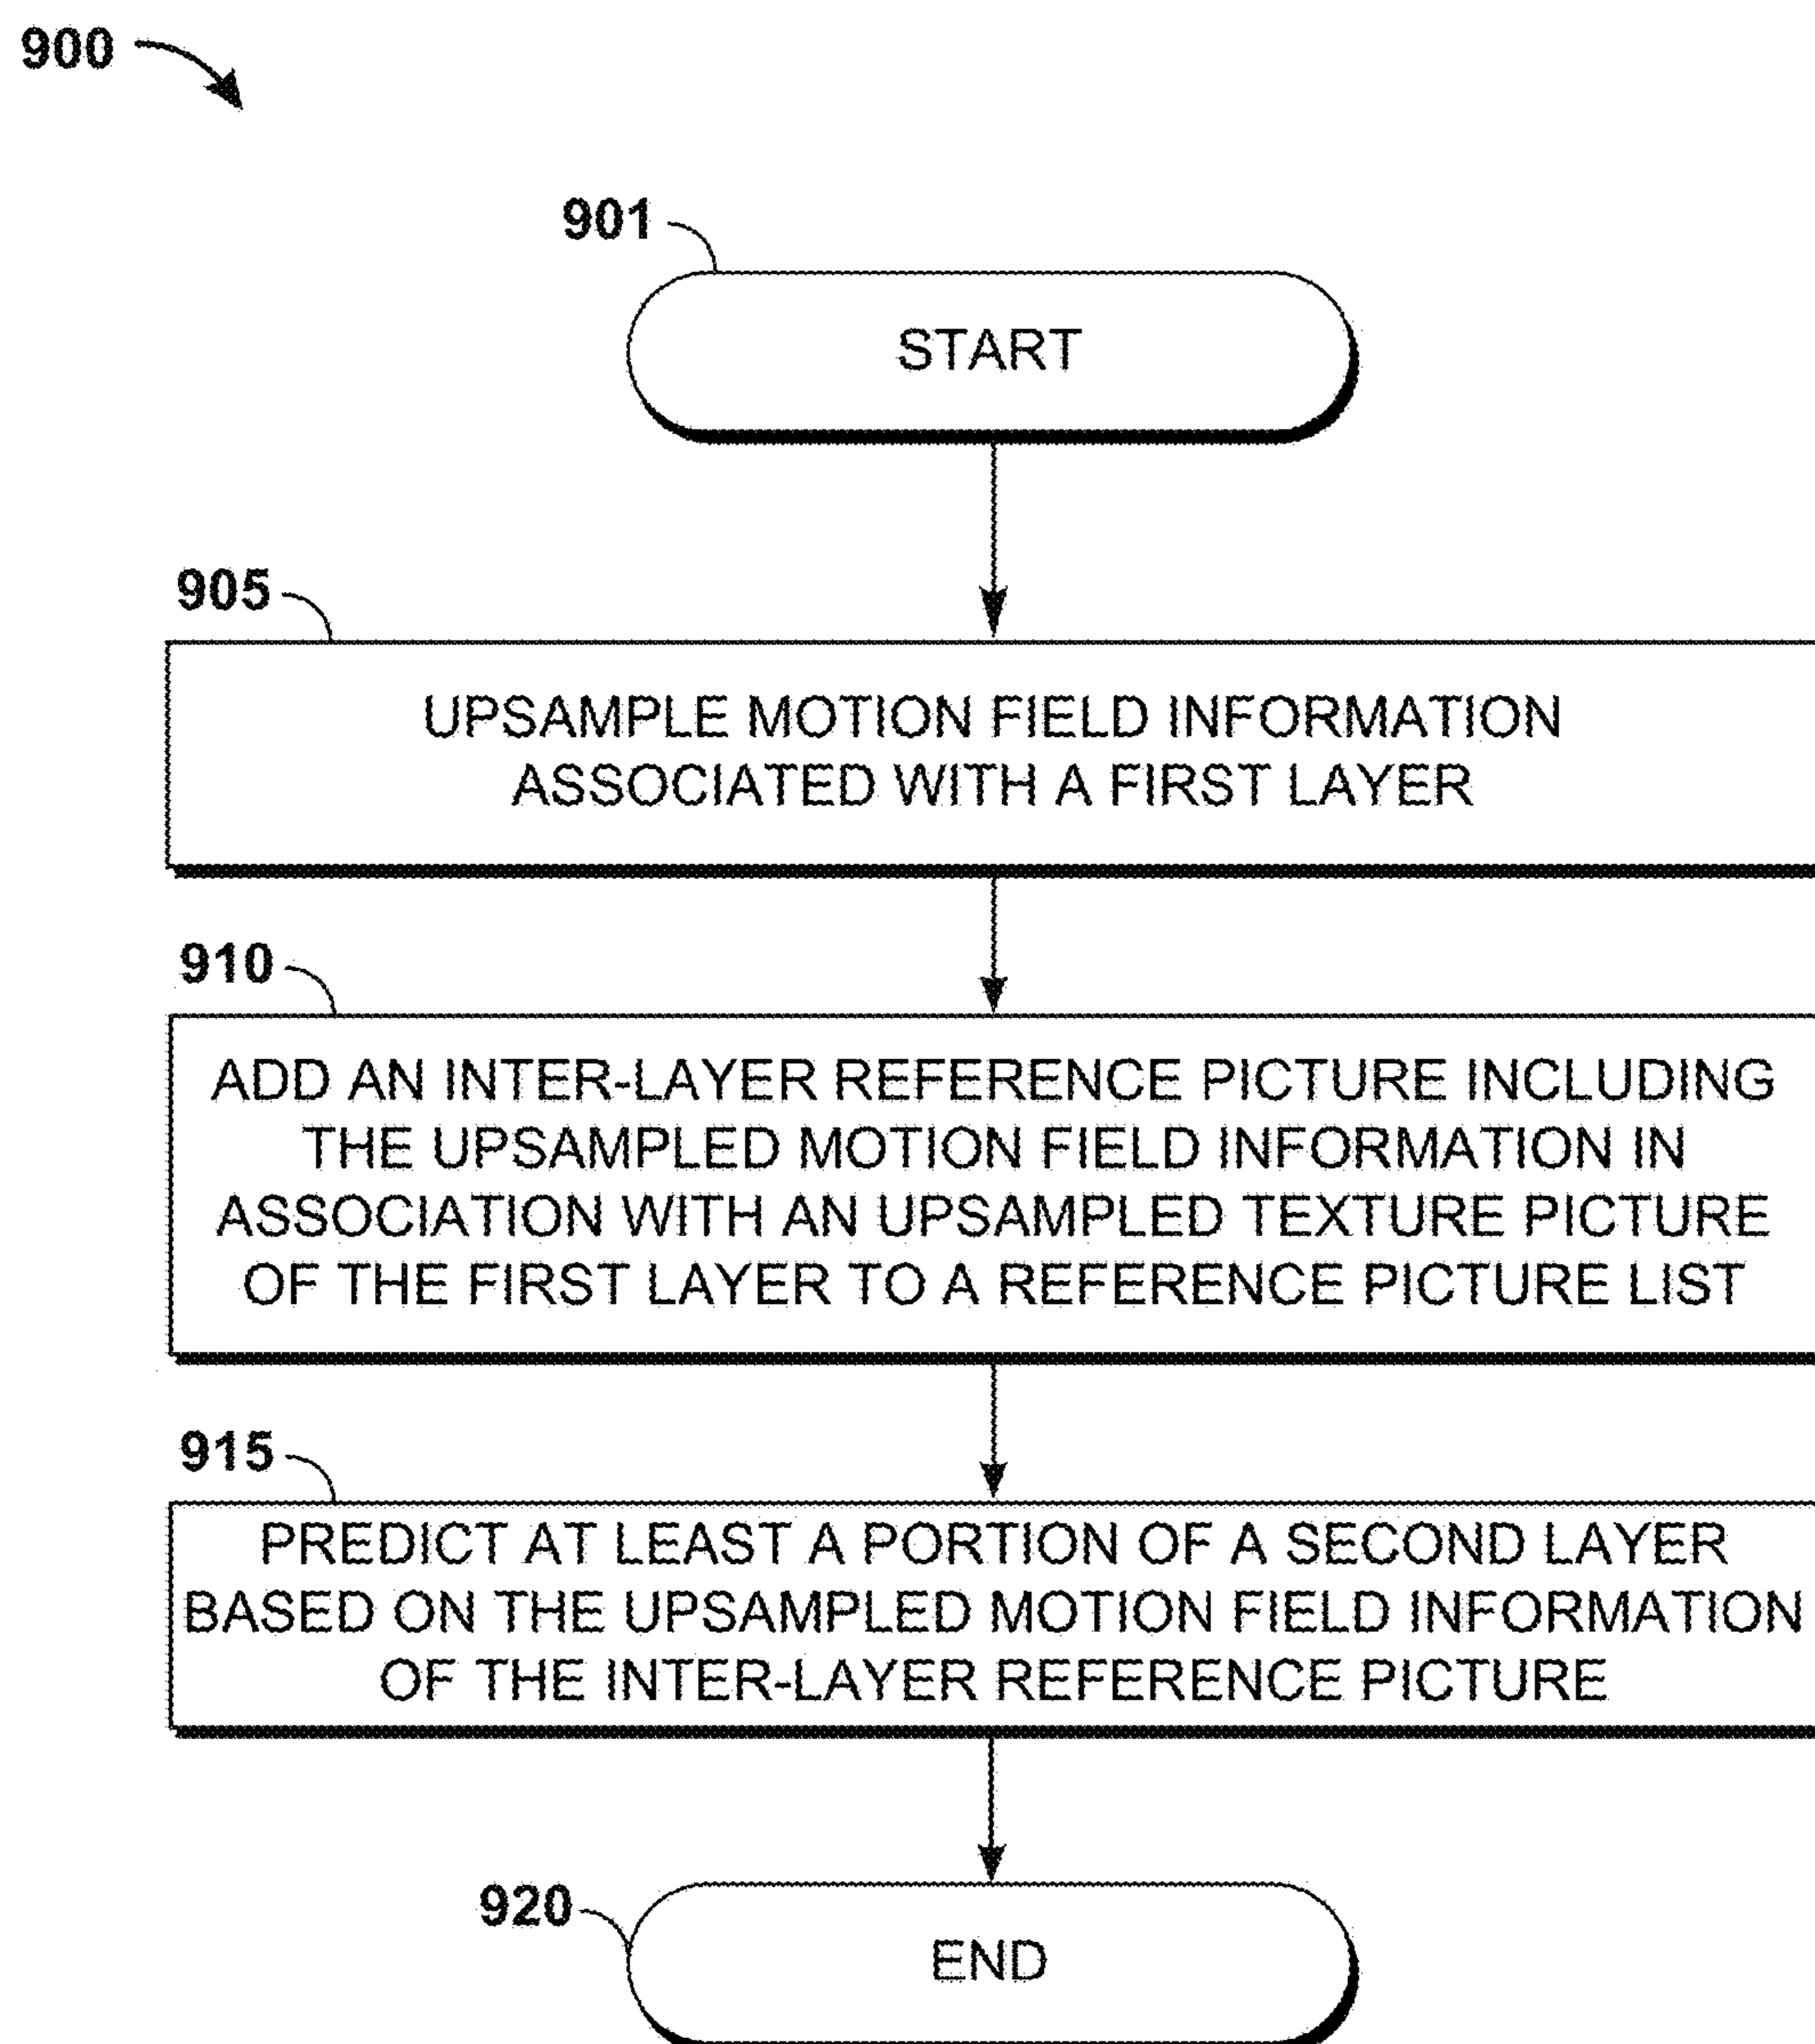 900
901
START
905
UPSAMPLE MOTION FIELD INFORMATION
ASSOCIATED WITH A FIRST LAYER
910
ADD AN INTER-LAYER REFERENCE PICTURE INCLUDING
THE UPSAMPLED MOTION FIELD INFORMATION IN
ASSOCIATION WITH AN UPSAMPLED TEXTURE PICTURE
OF THE FIRST LAYER TO A REFERENCE PICTURE LIST
915
PREDICT AT LEAST A PORTION OF A SECOND LAYER
BASED ON THE UPSAMPLED MOTION FIELD INFORMATION
OF THE INTER-LAYER REFERENCE PICTURE
920
END